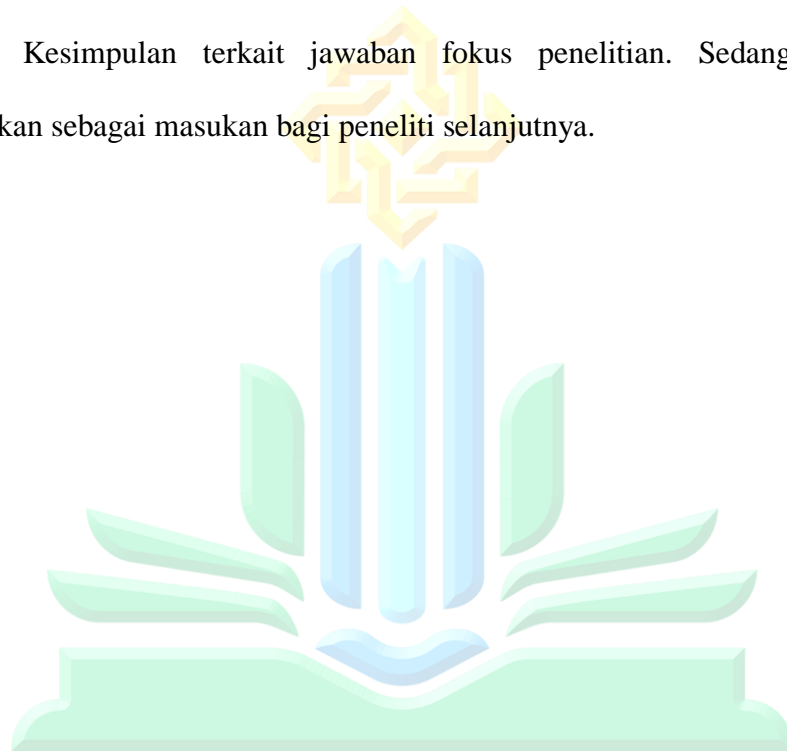 Kesimpulan terkait jawaban fokus penelitian. Sedang
kan sebagai masukan bagi peneliti selanjutnya.